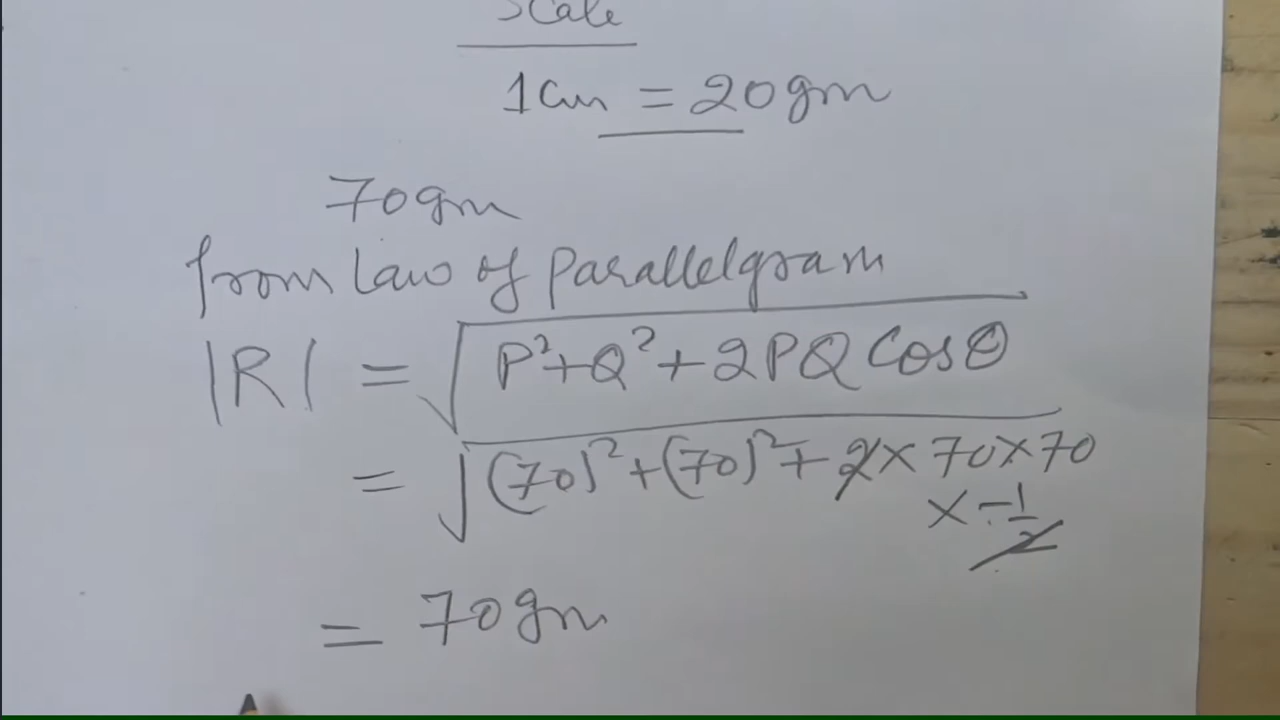 Scale
1cm = 20gm
70gm
from Law of Parallelgram
|R| = √P²+Q²+2PQ Cosθ
= √(70)²+(70)²+2×70×70
×-1/2
= 70gm